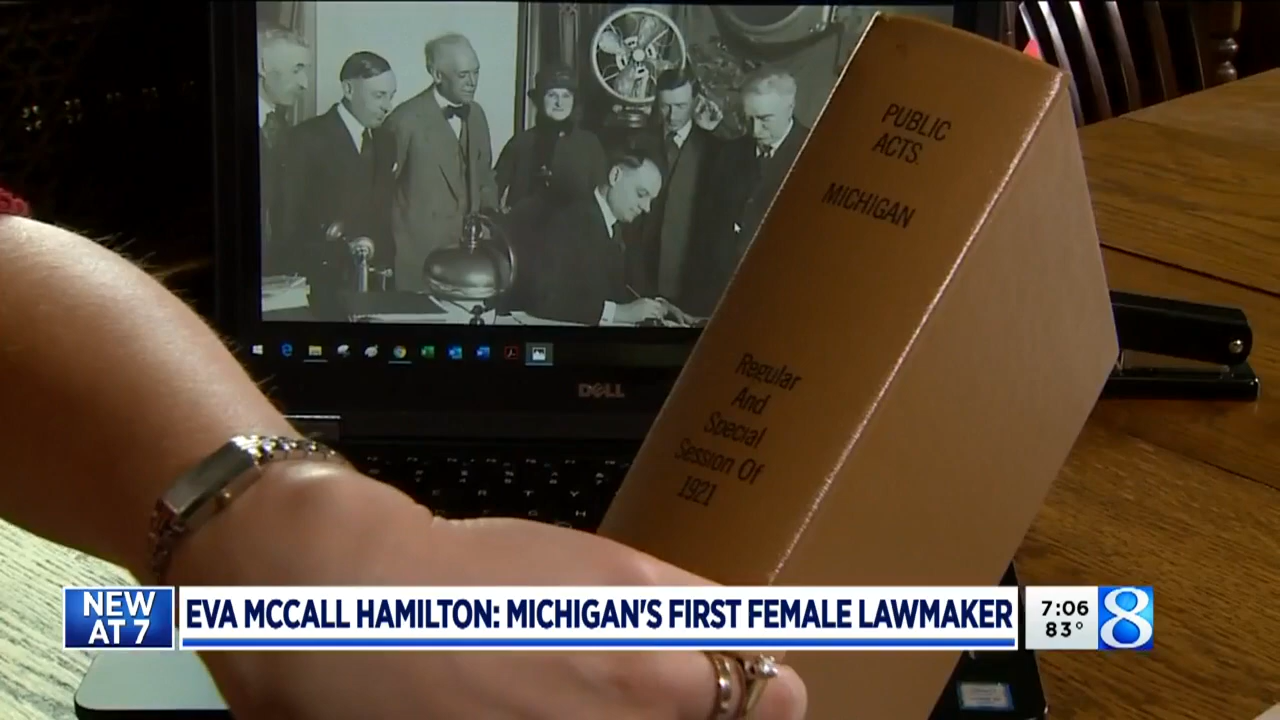 PUBLIC
ACTS.
MICHIGAN
Regular
And
Special
Session Of
1921
DELL
NEW
AT 7
EVA MCCALL HAMILTON: MICHIGAN'S FIRST FEMALE LAWMAKER
7:06
83°
8